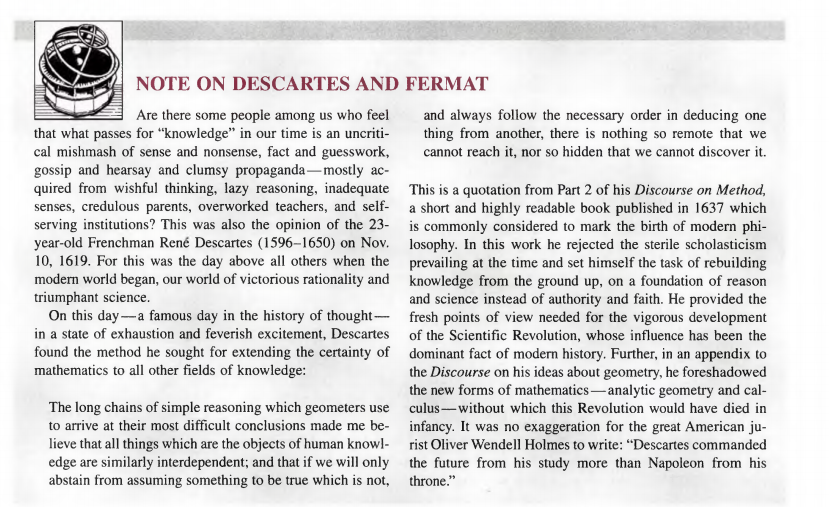 NOTE ON DESCARTES AND FERMAT
Are there some people among us who feel
that what passes for “knowledge” in our time is an uncriti-
cal mishmash of sense and nonsense, fact and guesswork,
gossip and hearsay and clumsy propaganda—mostly ac-
quired from wishful thinking, lazy reasoning, inadequate
senses, credulous parents, overworked teachers, and self-
serving institutions? This was also the opinion of the 23-
year-old Frenchman René Descartes (1596–1650) on Nov.
10, 1619. For this was the day above all others when the
modern world began, our world of victorious rationality and
triumphant science.
On this day—a famous day in the history of thought—
in a state of exhaustion and feverish excitement, Descartes
found the method he sought for extending the certainty of
mathematics to all other fields of knowledge:
The long chains of simple reasoning which geometers use
to arrive at their most difficult conclusions made me be-
lieve that all things which are the objects of human knowl-
edge are similarly interdependent; and that if we will only
abstain from assuming something to be true which is not,
and always follow the necessary order in deducing one
thing from another, there is nothing so remote that we
cannot reach it, nor so hidden that we cannot discover it.
This is a quotation from Part 2 of his Discourse on Method,
a short and highly readable book published in 1637 which
is commonly considered to mark the birth of modern phi-
losophy. In this work he rejected the sterile scholasticism
prevailing at the time and set himself the task of rebuilding
knowledge from the ground up, on a foundation of reason
and science instead of authority and faith. He provided the
fresh points of view needed for the vigorous development
of the Scientific Revolution, whose influence has been the
dominant fact of modern history. Further, in an appendix to
the Discourse on his ideas about geometry, he foreshadowed
the new forms of mathematics—analytic geometry and cal-
culus—without which this Revolution would have died in
infancy. It was no exaggeration for the great American ju-
rist Oliver Wendell Holmes to write: “Descartes commanded
the future from his study more than Napoleon from his
throne.”